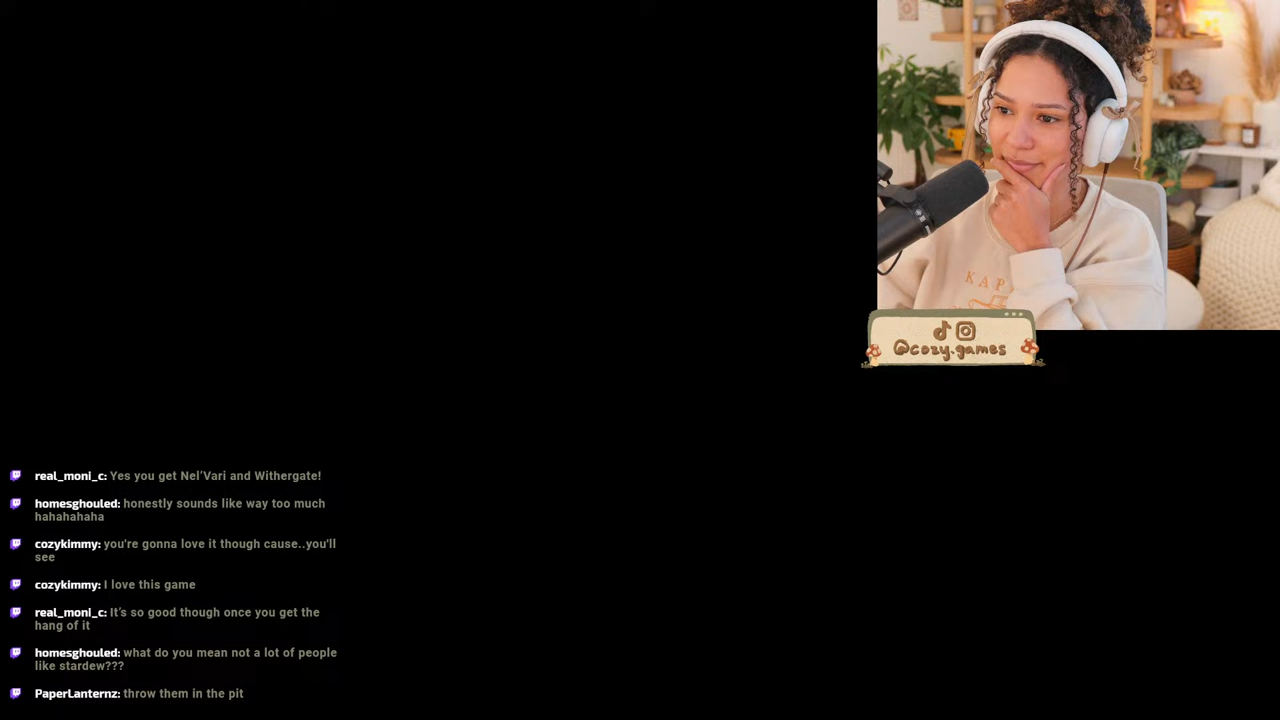 KAP
@cozy.games
real_moni_c: Yes you get Nel'Vari and Withergate!
homesghouled: honestly sounds like way too much
hahahahaha
cozykimmy: you're gonna love it though cause..you'll
see
cozykimmy: I love this game
real_moni_c: It's so good though once you get the
hang of it
homesghouled: what do you mean not a lot of people
like stardew???
PaperLanternz: throw them in the pit